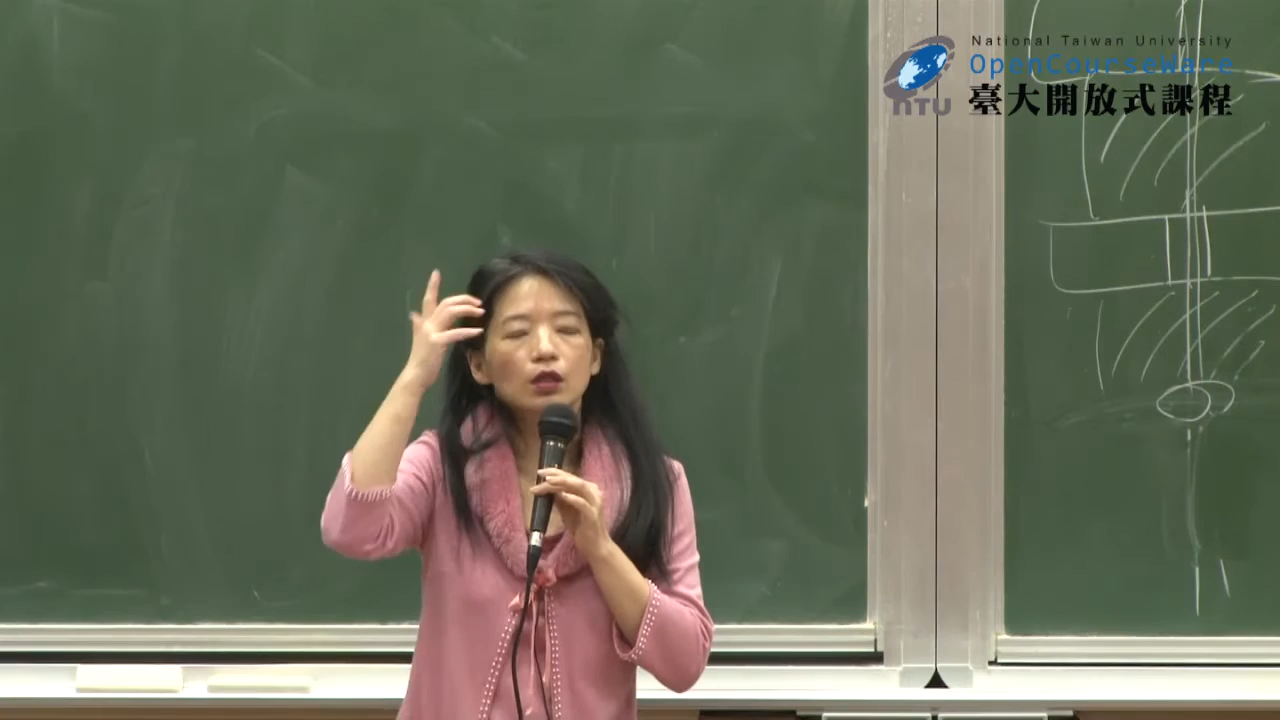 National Taiwan University
OpenCourseWare
臺大開放式課程
NTU